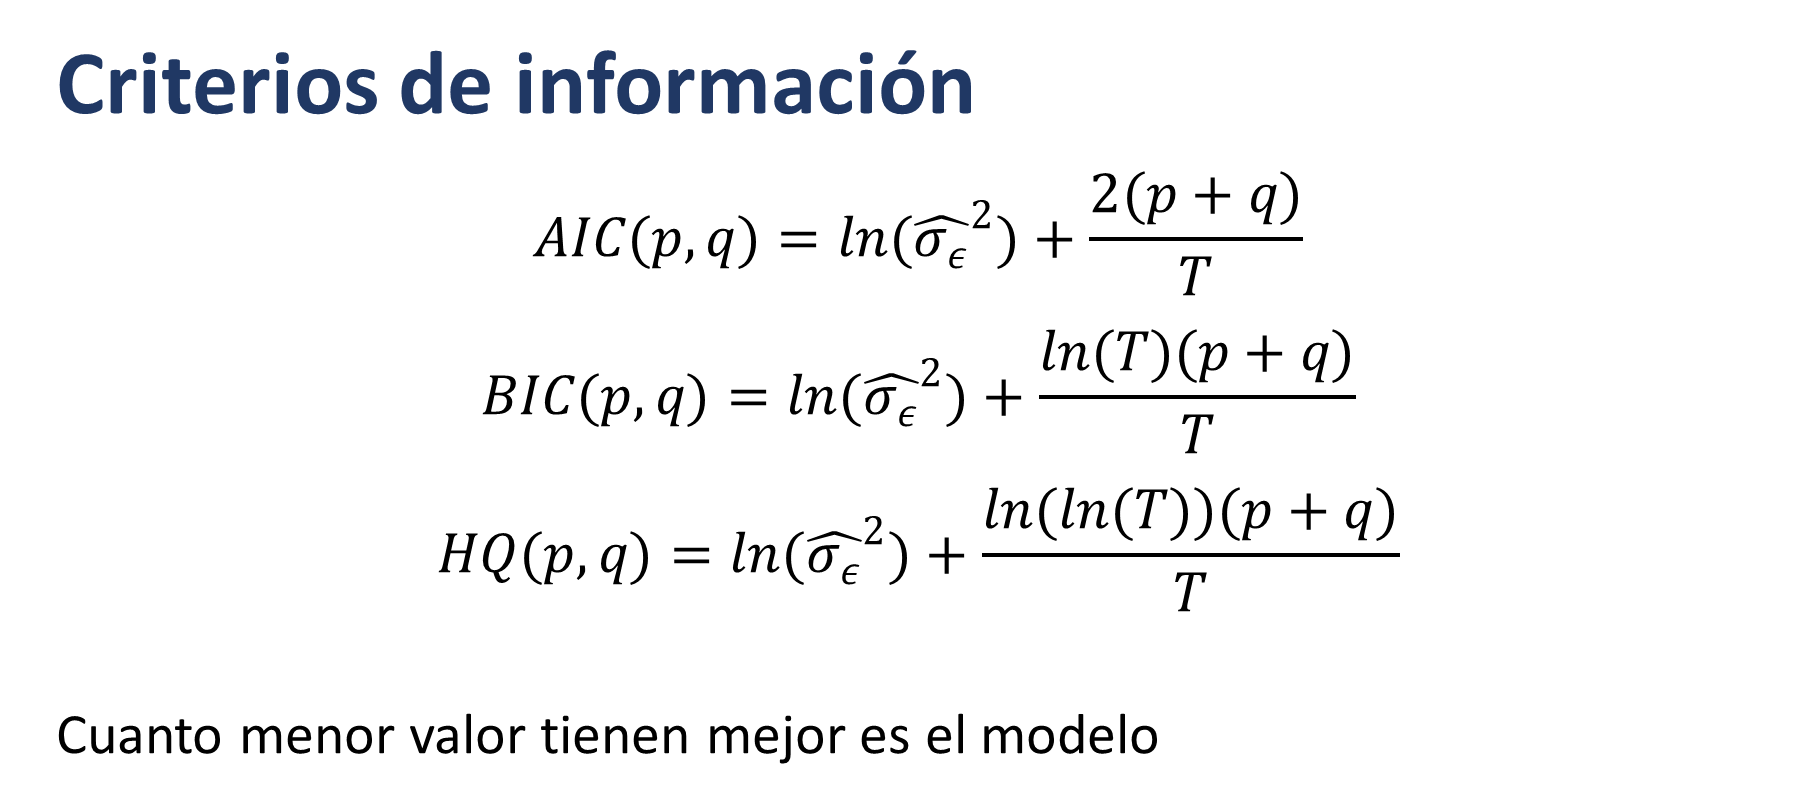 Criterios de información
AIC(p, q) = ln(σ̂_ϵ²) + 2(p + q)/T
BIC(p, q) = ln(σ̂_ϵ²) + ln(T)(p + q)/T
HQ(p, q) = ln(σ̂_ϵ²) + ln(ln(T))(p + q)/T
Cuanto menor valor tienen mejor es el modelo